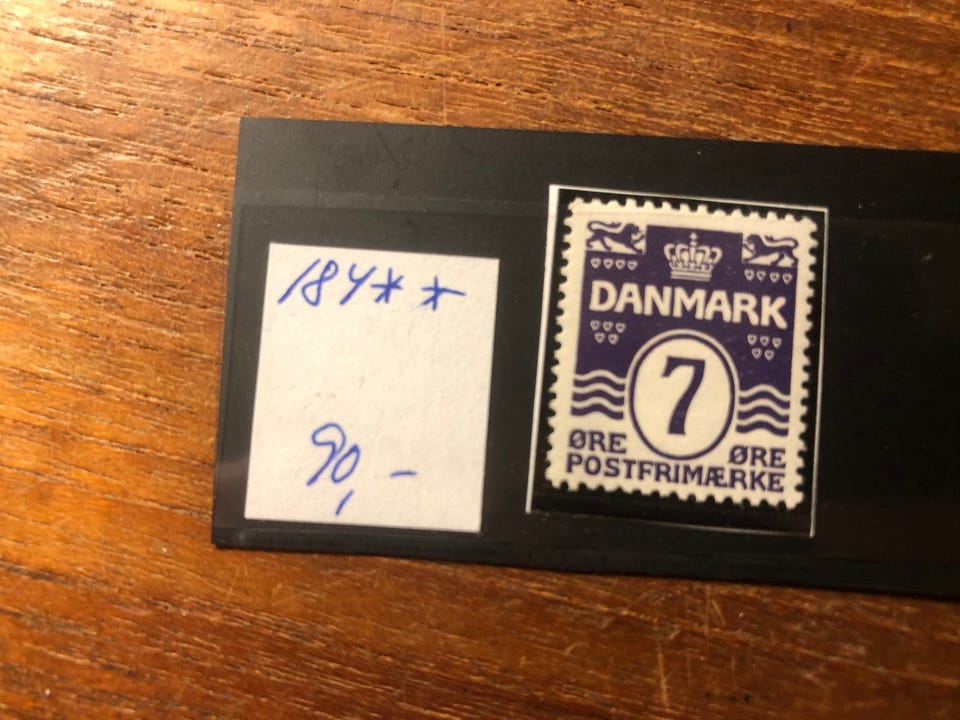 184**
90,-
DANMARK
7
ØRE ØRE
POSTFRIMÆRKE